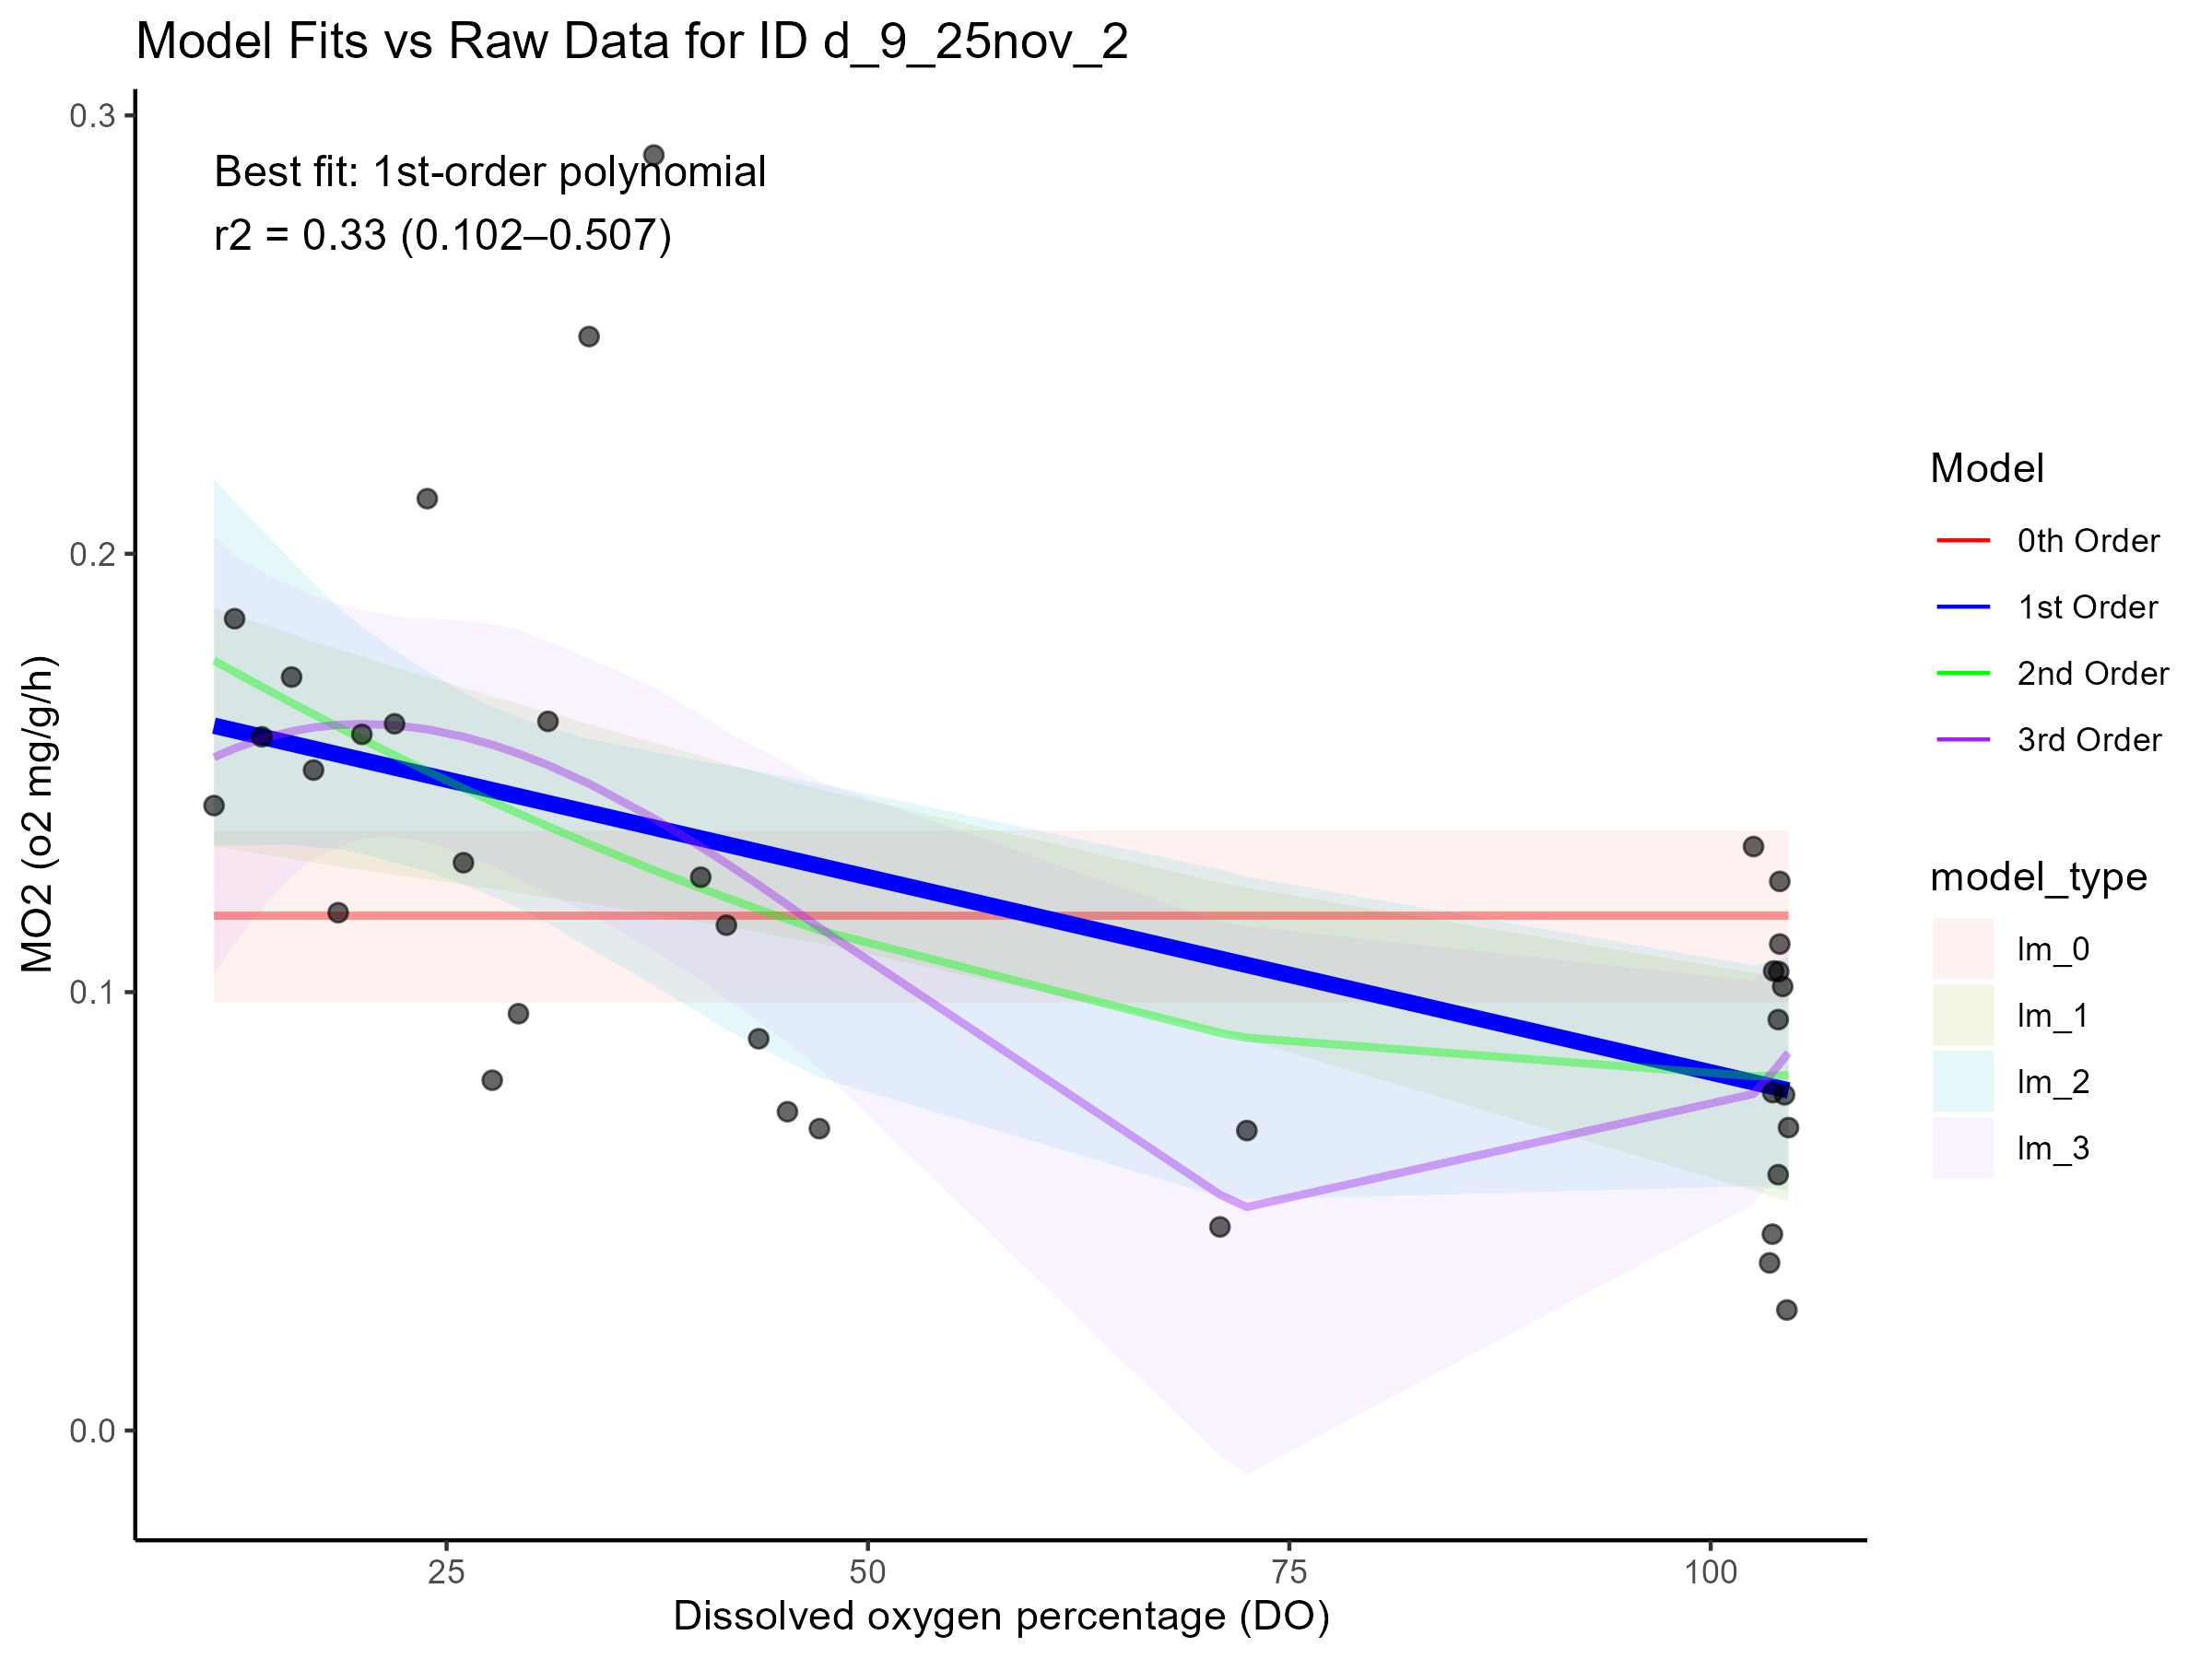 Model Fits vs Raw Data for ID d_9_25nov_2
Best fit: 1st-order polynomial
r2 = 0.33 (0.102–0.507)
0.3
0.2
0.1
0.0
MO2 (o2 mg/g/h)
25
50
75
100
Dissolved oxygen percentage (DO)
Model
0th Order
1st Order
2nd Order
3rd Order
model_type
lm_0
lm_1
lm_2
lm_3